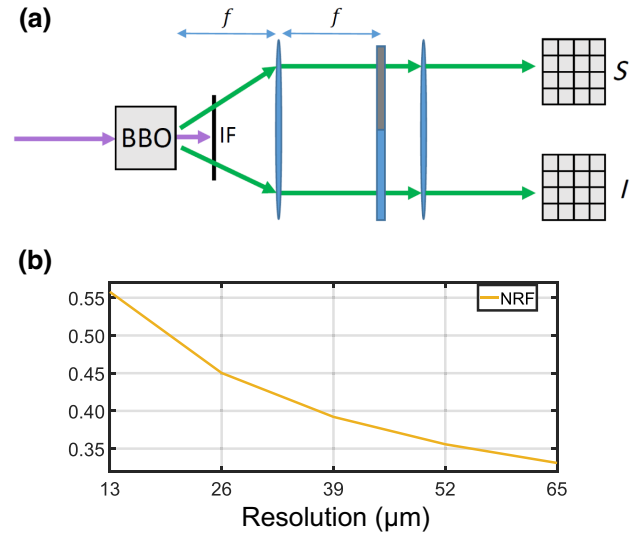 (a)
f f
BBO
IF
S
I
(b)
NRF
0.55
0.50
0.45
0.40
0.35
13 26 39 52 65
Resolution (μm)